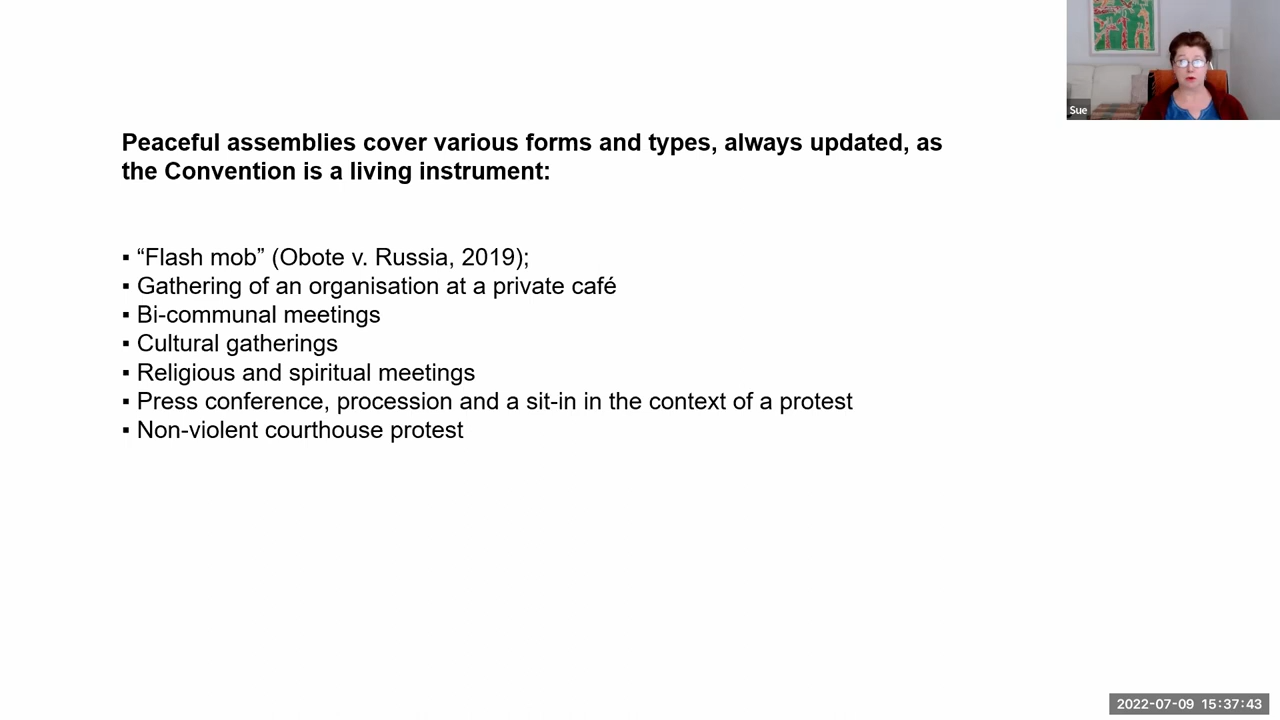 Sue
Peaceful assemblies cover various forms and types, always updated, as
the Convention is a living instrument:
▪ “Flash mob” (Obote v. Russia, 2019);
▪ Gathering of an organisation at a private café
▪ Bi-communal meetings
▪ Cultural gatherings
▪ Religious and spiritual meetings
▪ Press conference, procession and a sit-in in the context of a protest
▪ Non-violent courthouse protest
2022-07-09 15:37:43